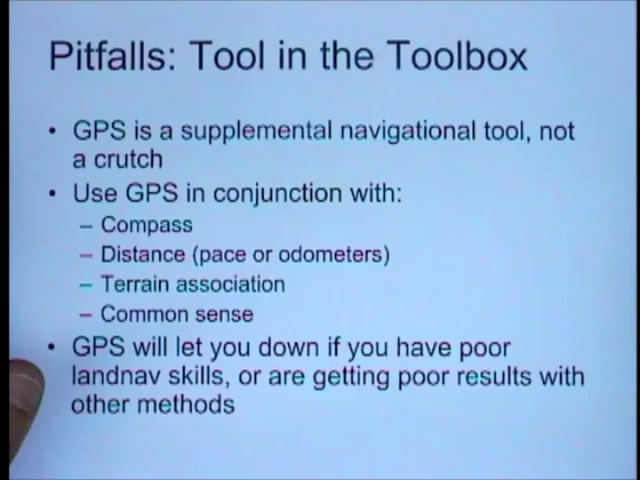 Pitfalls: Tool in the Toolbox
• GPS is a supplemental navigational tool, not
a crutch
• Use GPS in conjunction with:
– Compass
– Distance (pace or odometers)
– Terrain association
– Common sense
• GPS will let you down if you have poor
landnav skills, or are getting poor results with
other methods